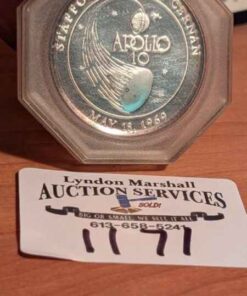 STAFFO
CERNAN
APOLLO
10
MAY 18, 1969
Lyndon Marshall
AUCTION SERVICES
SOLD!
BIG OR SMALL, WE SELL IT ALL
613-658-5241
1171